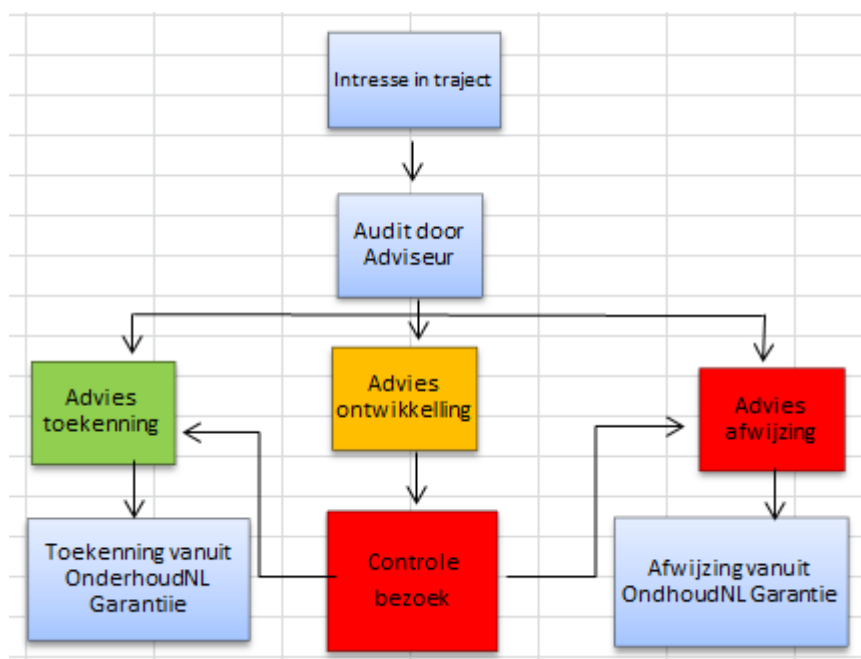 Intresse in traject
Audit door
Adviseur
Advies
toekenning
Advies
ontwikkelling
Advies
afwijzing
Toekenning vanuit
OnderhoudNL
Garantiie
Controle
bezoek
Afwijzing vanuit
OndhoudNL Garantie